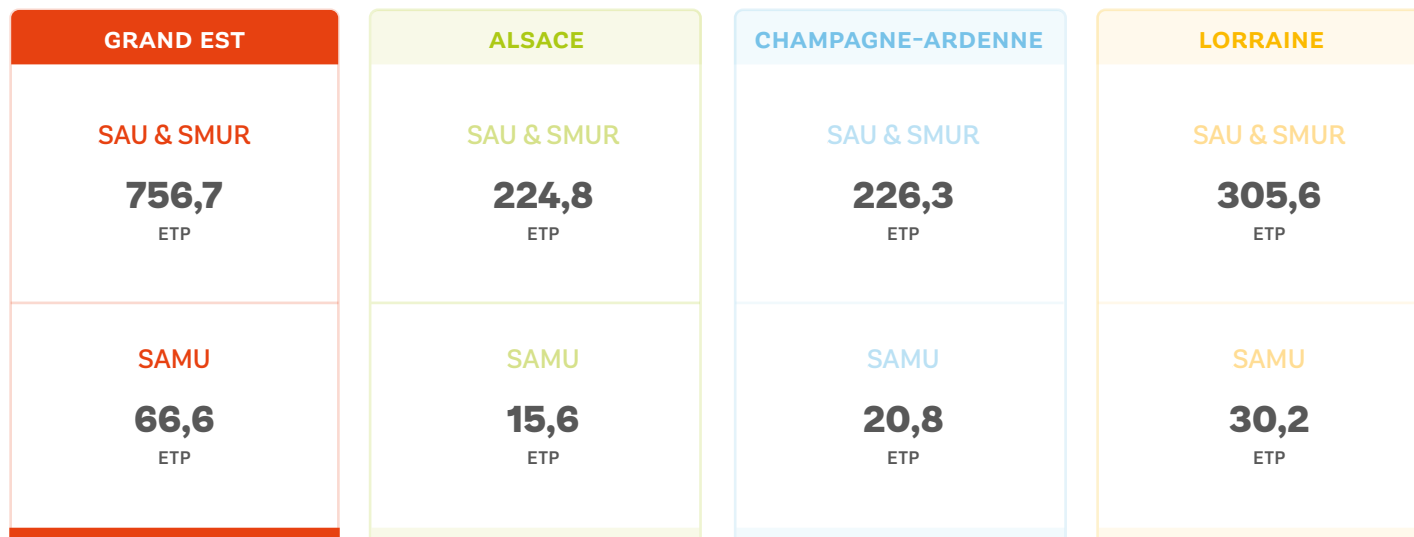 GRAND EST
SAU & SMUR
756,7
ETP
SAMU
66,6
ETP
ALSACE
SAU & SMUR
224,8
ETP
SAMU
15,6
ETP
CHAMPAGNE-ARDENNE
SAU & SMUR
226,3
ETP
SAMU
20,8
ETP
LORRAINE
SAU & SMUR
305,6
ETP
SAMU
30,2
ETP